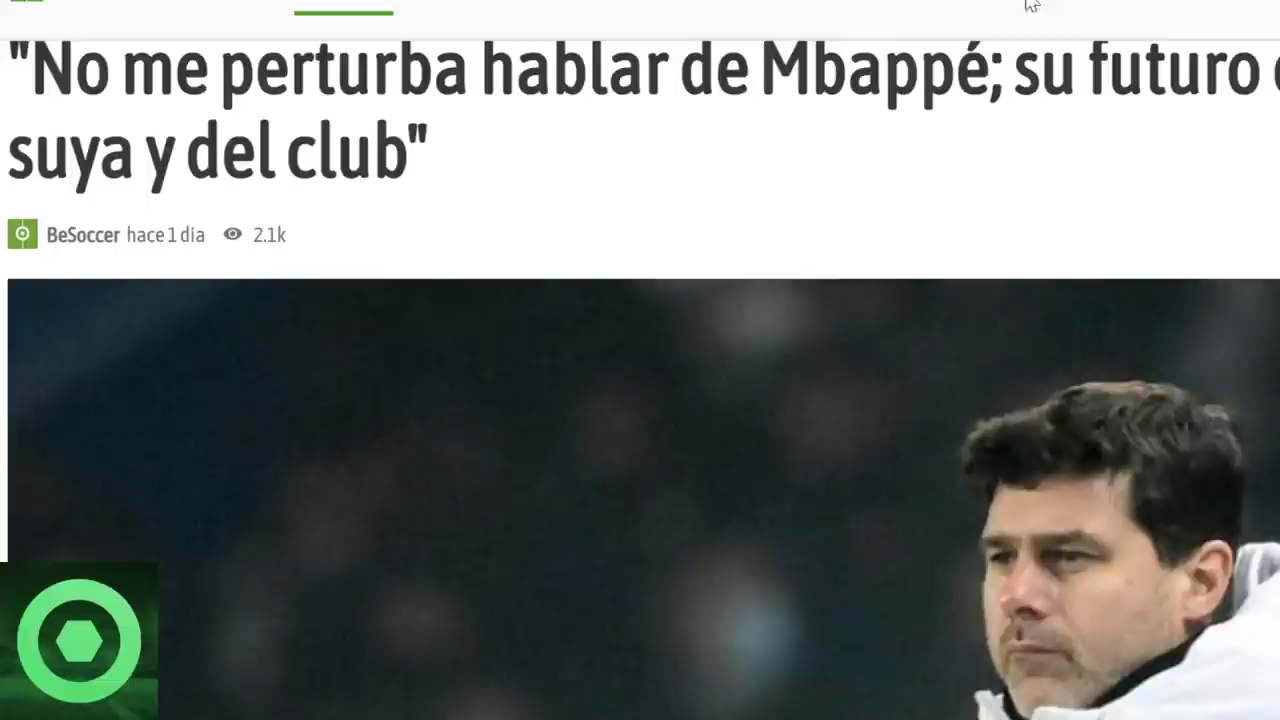 "No me perturba hablar de Mbappé; su futuro
suya y del club"
BeSoccer hace 1 día 2.1k